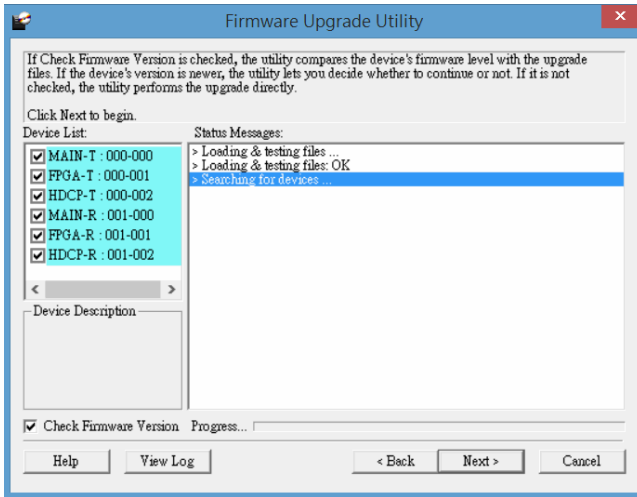 Firmware Upgrade Utility
If Check Firmware Version is checked, the utility compares the device's firmware level with the upgrade
files. If the device's version is newer, the utility lets you decide whether to continue or not. If it is not
checked, the utility performs the upgrade directly.
Click Next to begin.
Device List:
MAIN-T : 000-000
FPGA-T : 000-001
HDCP-T : 000-002
MAIN-R : 001-000
FPGA-R : 001-001
HDCP-R : 001-002
Device Description
Status Messages:
> Loading & testing files ...
> Loading & testing files: OK
> Searching for devices ...
Check Firmware Version Progress...
Help View Log < Back Next > Cancel